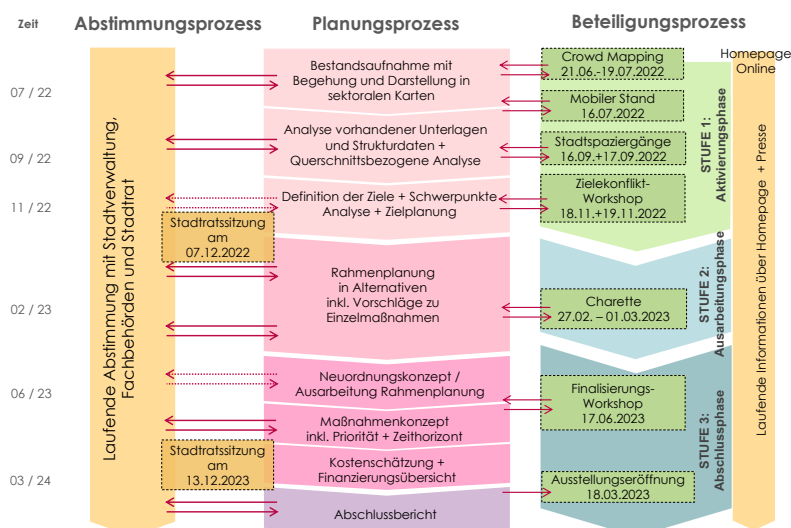 Zeit
Abstimmungsprozess
Planungsprozess
Beteiligungsprozess
07 / 22
09 / 22
11 / 22
02 / 23
06 / 23
03 / 24
Laufende Abstimmung mit Stadtverwaltung,
Fachbehörden und Stadtrat
Stadtratssitzung
am
07.12.2022
Stadtratssitzung
am
13.12.2023
Bestandsaufnahme mit
Begehung und Darstellung in
sektoralen Karten
Analyse vorhandener Unterlagen
und Strukturdaten +
Querschnittsbezogene Analyse
Definition der Ziele + Schwerpunkte
Analyse + Zielplanung
Rahmenplanung
in Alternativen
inkl. Vorschläge zu
Einzelmaßnahmen
Neuordnungskonzept /
Ausarbeitung Rahmenplanung
Maßnahmenkonzept
inkl. Priorität + Zeithorizont
Kostenschätzung +
Finanzierungsübersicht
Abschlussbericht
Crowd Mapping
21.06.-19.07.2022
Mobiler Stand
16.07.2022
Stadtspaziergänge
16.09.+17.09.2022
Zielekonflikt-
Workshop
18.11.+19.11.2022
Charette
27.02. – 01.03.2023
Finalisierungs-
Workshop
17.06.2023
Ausstellungseröffnung
18.03.2023
STUFE 1:
Aktivierungsphase
STUFE 2:
Ausarbeitungsphase
STUFE 3:
Abschlussphase
Homepage
Online
Laufende Informationen über Homepage + Presse